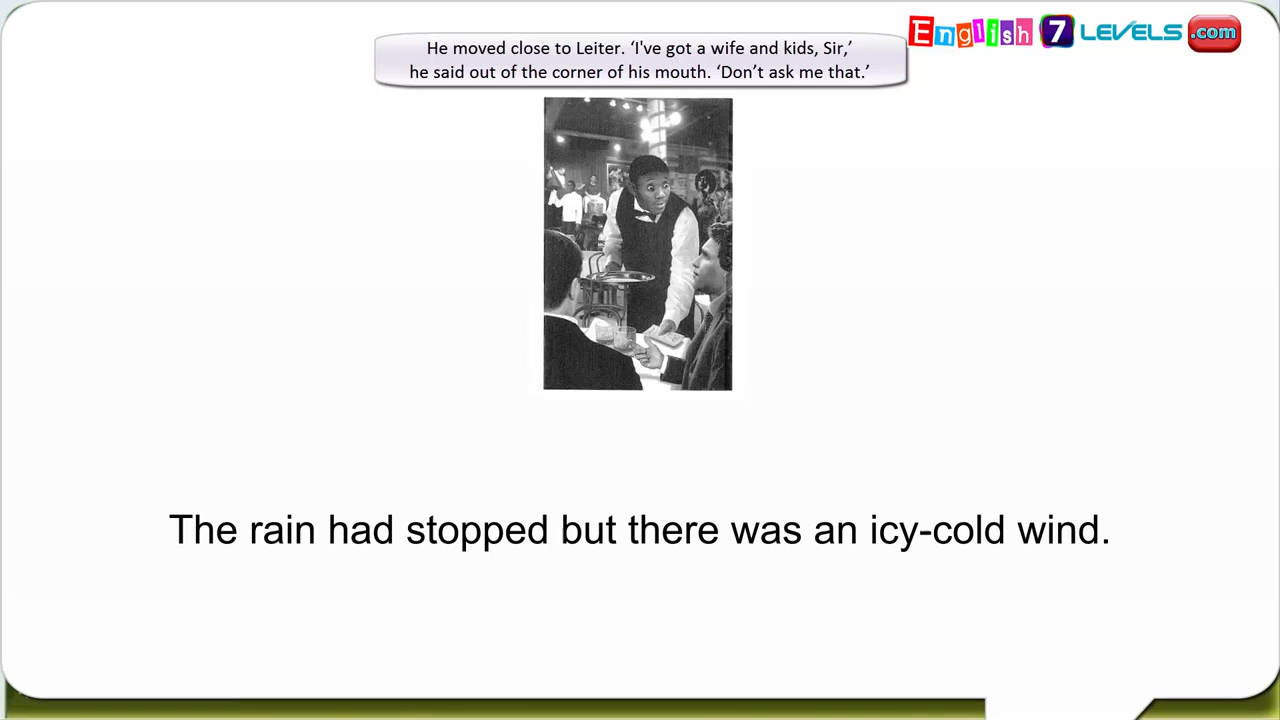 English 7 LEVELS .com
He moved close to Leiter. ‘I've got a wife and kids, Sir,’
he said out of the corner of his mouth. ‘Don’t ask me that.’
The rain had stopped but there was an icy-cold wind.